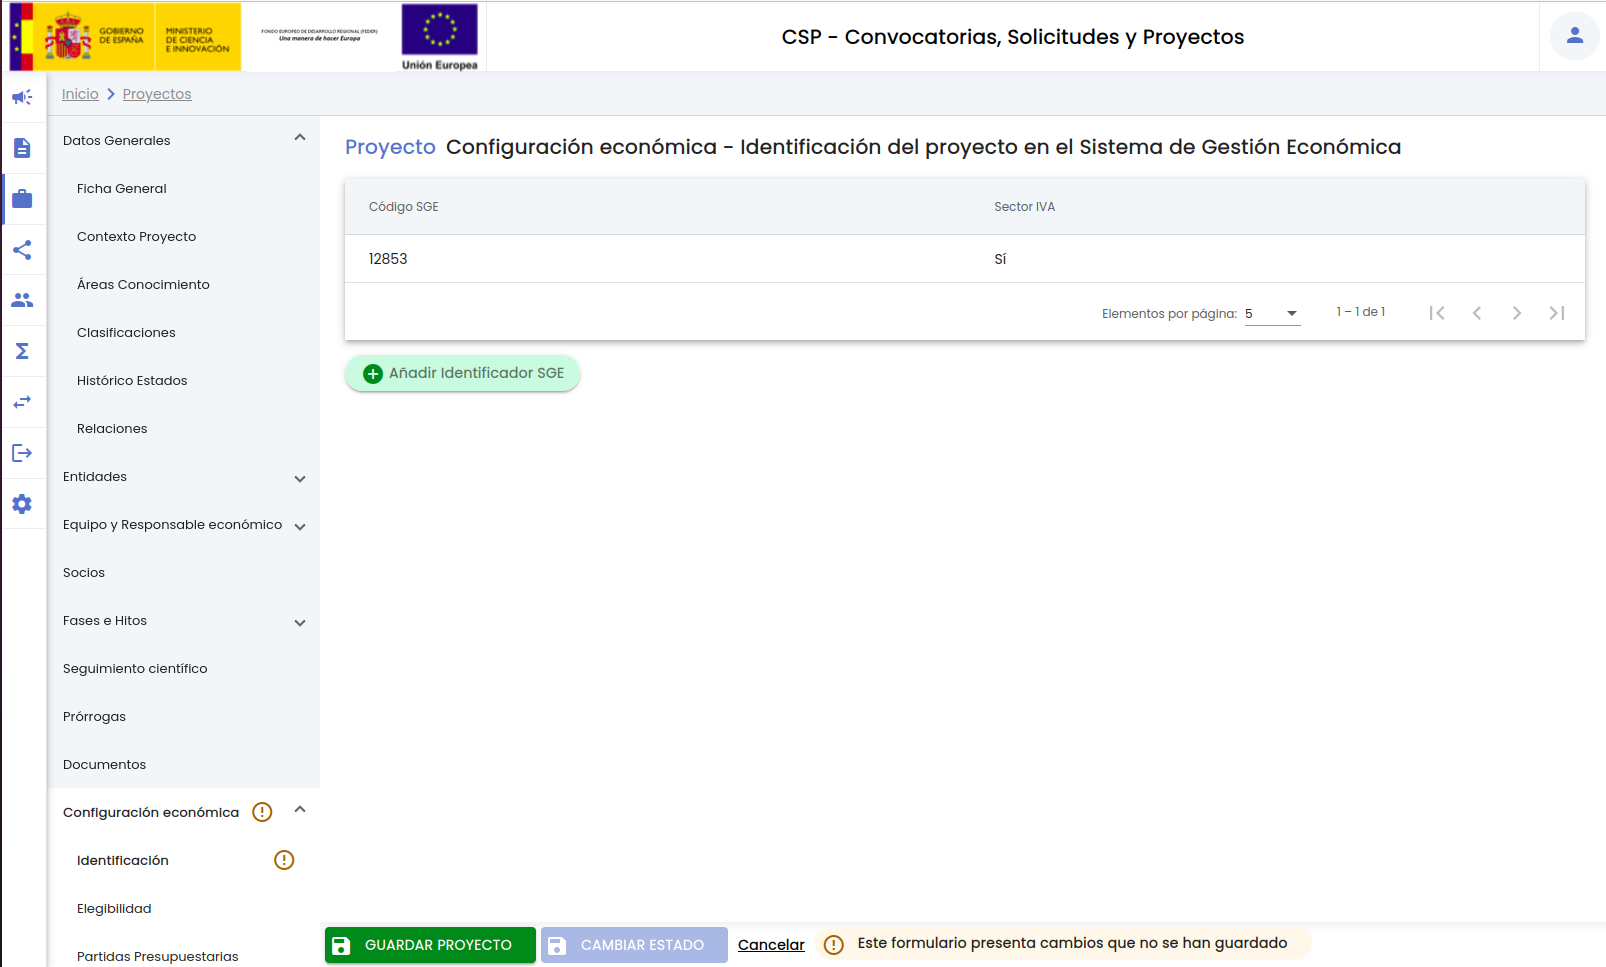 GOBIERNO
DE ESPAÑA
MINISTERIO
DE CIENCIA
E INNOVACIÓN
FONDO EUROPEO DE DESARROLLO REGIONAL (FEDER)
Una manera de hacer Europa
Unión Europea
CSP - Convocatorias, Solicitudes y Proyectos
Inicio > Proyectos
Datos Generales
Ficha General
Contexto Proyecto
Áreas Conocimiento
Clasificaciones
Histórico Estados
Relaciones
Entidades
Equipo y Responsable económico
Socios
Fases e Hitos
Seguimiento científico
Prórrogas
Documentos
Configuración económica
Identificación
Elegibilidad
Partidas Presupuestarias
Proyecto Configuración económica - Identificación del proyecto en el Sistema de Gestión Económica
Código SGE Sector IVA
12853 Sí
Elementos por página: 5 1 – 1 de 1
Añadir Identificador SGE
GUARDAR PROYECTO CAMBIAR ESTADO Cancelar Este formulario presenta cambios que no se han guardado